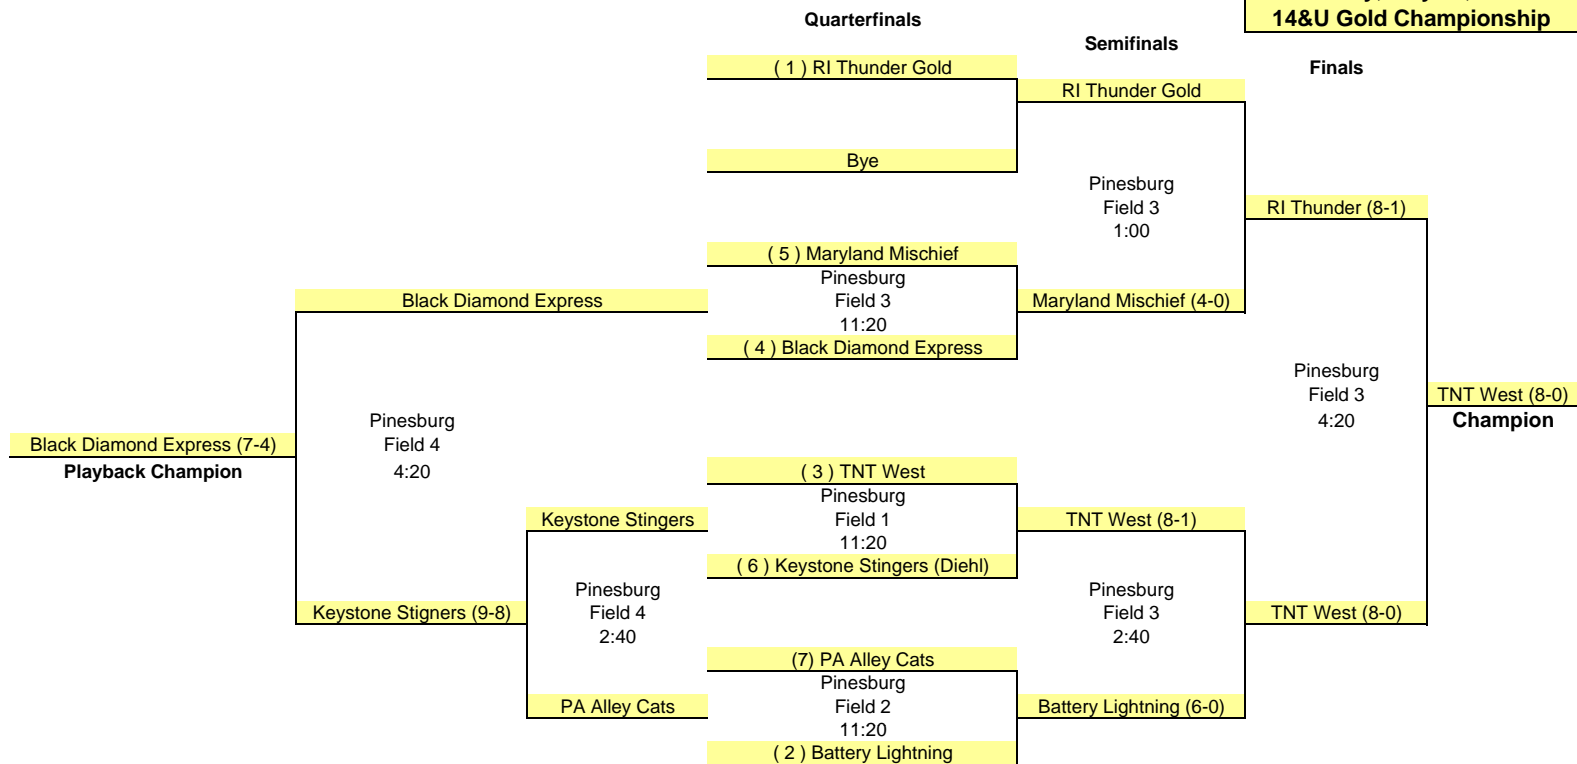 Quarterfinals
14&U Gold Championship
Semifinals
( 1 ) RI Thunder Gold
Finals
RI Thunder Gold
Bye
Pinesburg
Field 3
1:00
RI Thunder (8-1)
( 5 ) Maryland Mischief
Pinesburg
Field 3
11:20
Black Diamond Express
Maryland Mischief (4-0)
( 4 ) Black Diamond Express
Pinesburg
Field 3
4:20
TNT West (8-0)
Champion
Pinesburg
Field 4
4:20
Black Diamond Express (7-4)
Playback Champion
( 3 ) TNT West
Pinesburg
Field 1
11:20
Keystone Stingers
TNT West (8-1)
( 6 ) Keystone Stingers (Diehl)
Pinesburg
Field 4
2:40
Pinesburg
Field 3
2:40
Keystone Stigners (9-8)
TNT West (8-0)
(7) PA Alley Cats
Pinesburg
Field 2
11:20
PA Alley Cats
Battery Lightning (6-0)
( 2 ) Battery Lightning